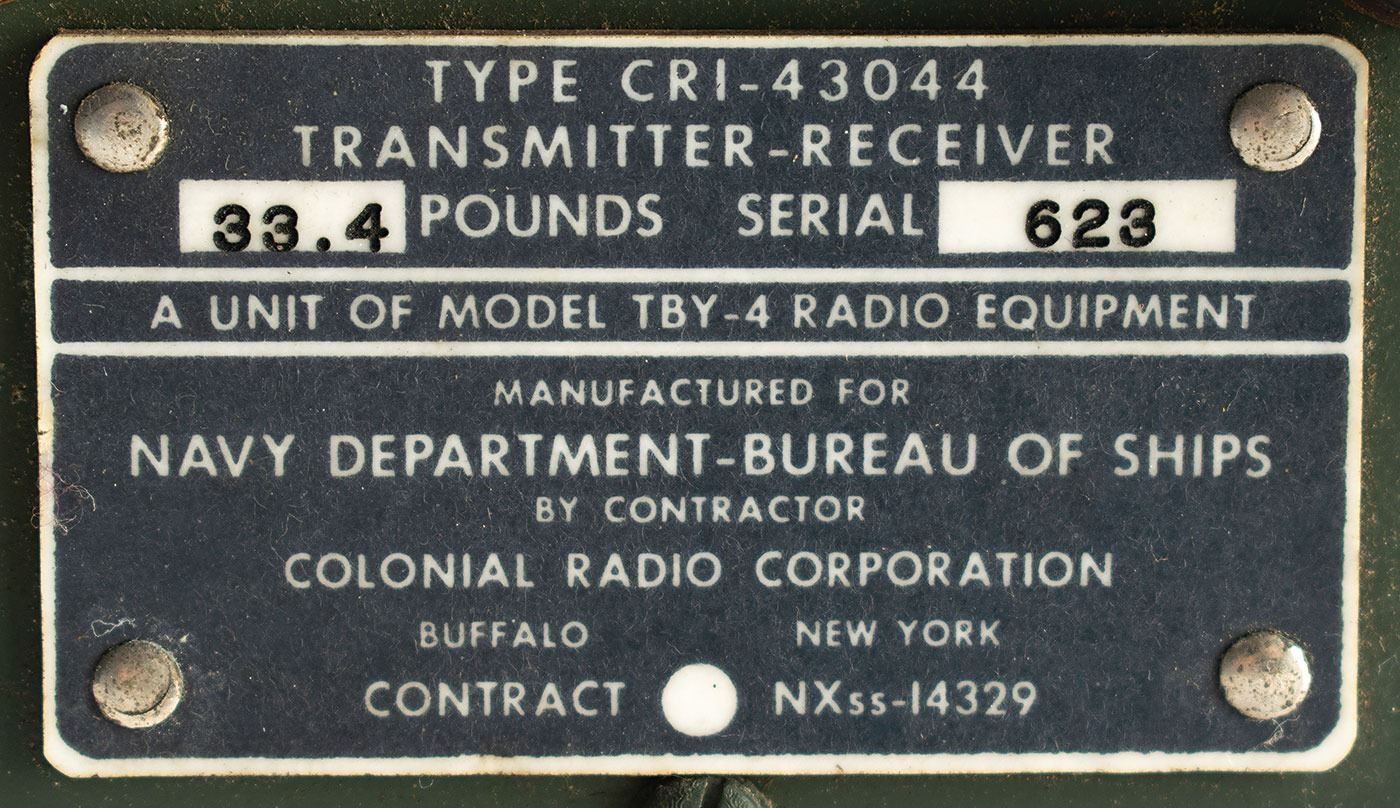 TYPE CRI-43044
TRANSMITTER-RECEIVER
33.4 POUNDS SERIAL 623
A UNIT OF MODEL TBY-4 RADIO EQUIPMENT
MANUFACTURED FOR
NAVY DEPARTMENT-BUREAU OF SHIPS
BY CONTRACTOR
COLONIAL RADIO CORPORATION
BUFFALO NEW YORK
CONTRACT NXss-14329